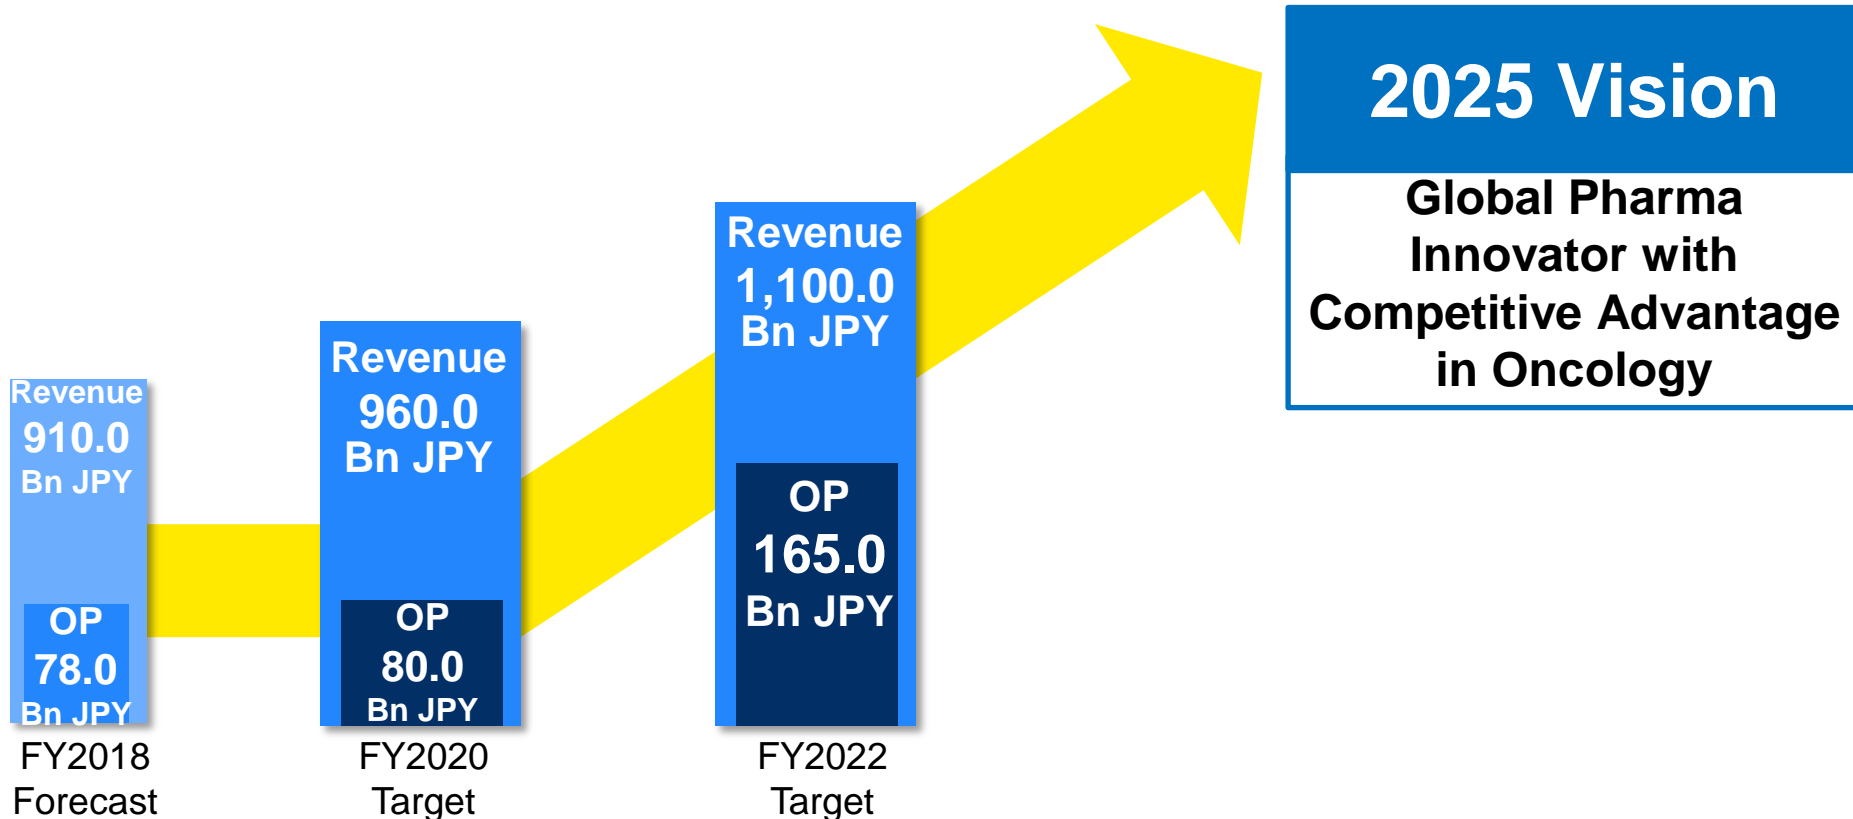 2025 Vision
Global Pharma
Innovator with
Competitive Advantage
in Oncology
Revenue
910.0
Bn JPY
OP
78.0
Bn JPY
FY2018
Forecast
Revenue
960.0
Bn JPY
OP
80.0
Bn JPY
FY2020
Target
Revenue
1,100.0
Bn JPY
OP
165.0
Bn JPY
FY2022
Target